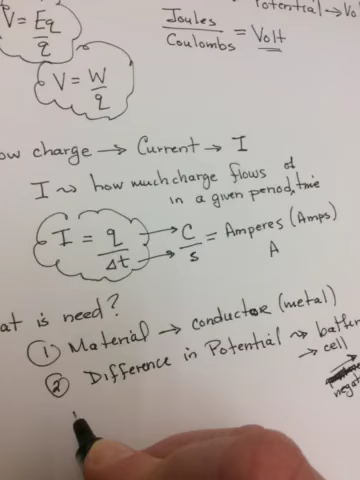 V = Eq/q
Joules/Coulombs = Volt
V = W/q
charge → Current → I
I ~> how much charge flows
in a given period of time
I = q/Δt → C/s = Amperes (Amps)
A
is need?
① Material → conductor (metal)
② Difference in Potential ~>
→ cell